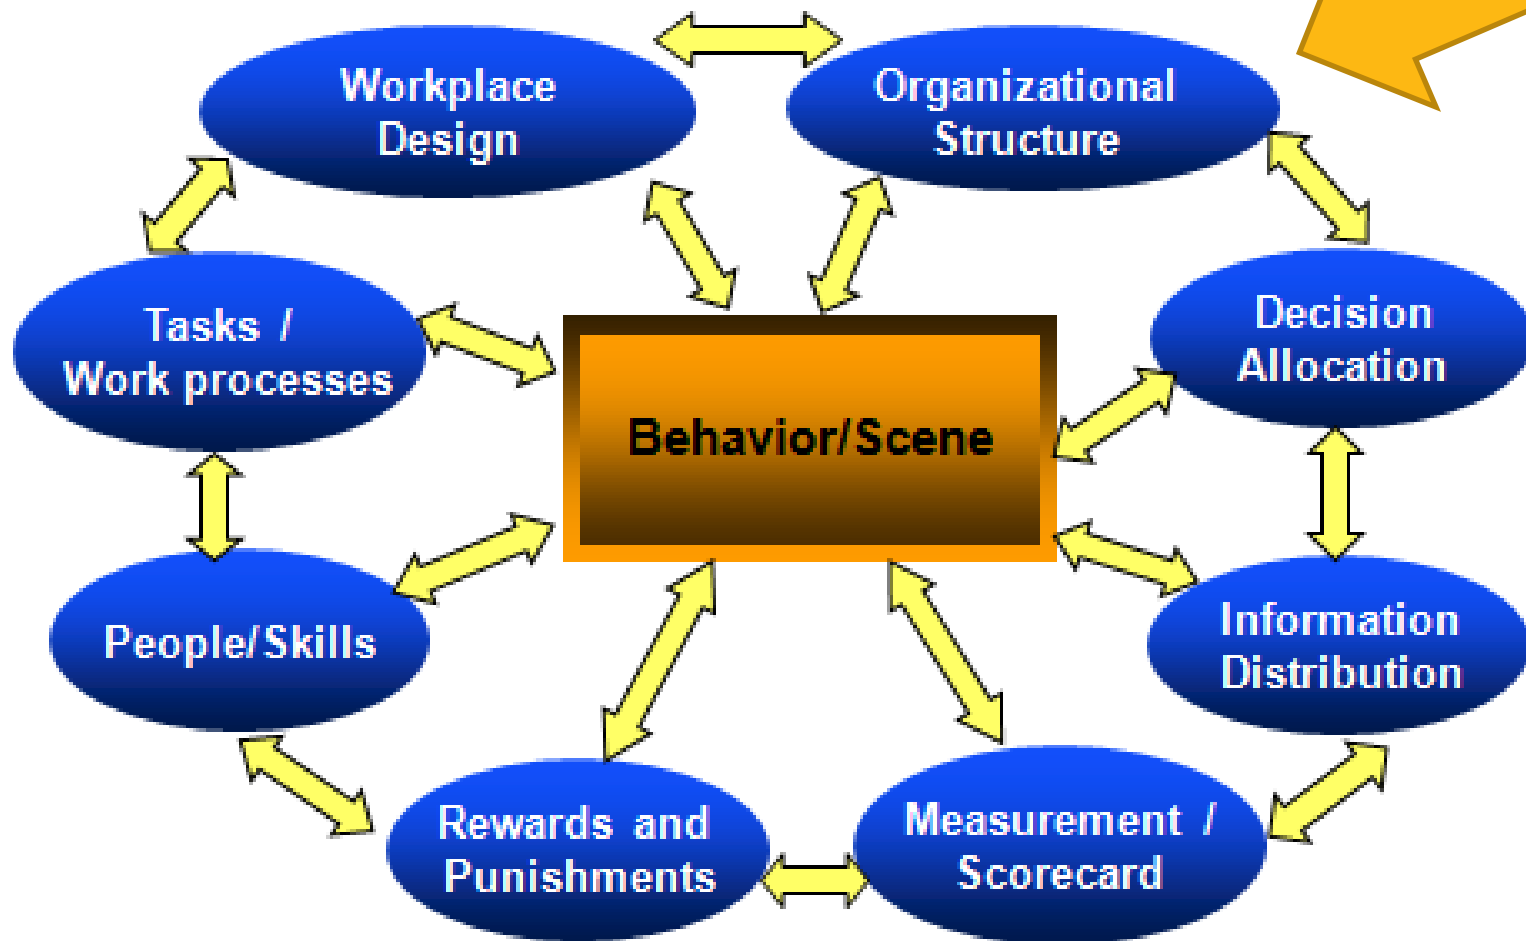 Workplace
Design
Organizational
Structure
Tasks /
Work processes
Decision
Allocation
Behavior/Scene
People/Skills
Information
Distribution
Rewards and
Punishments
Measurement /
Scorecard